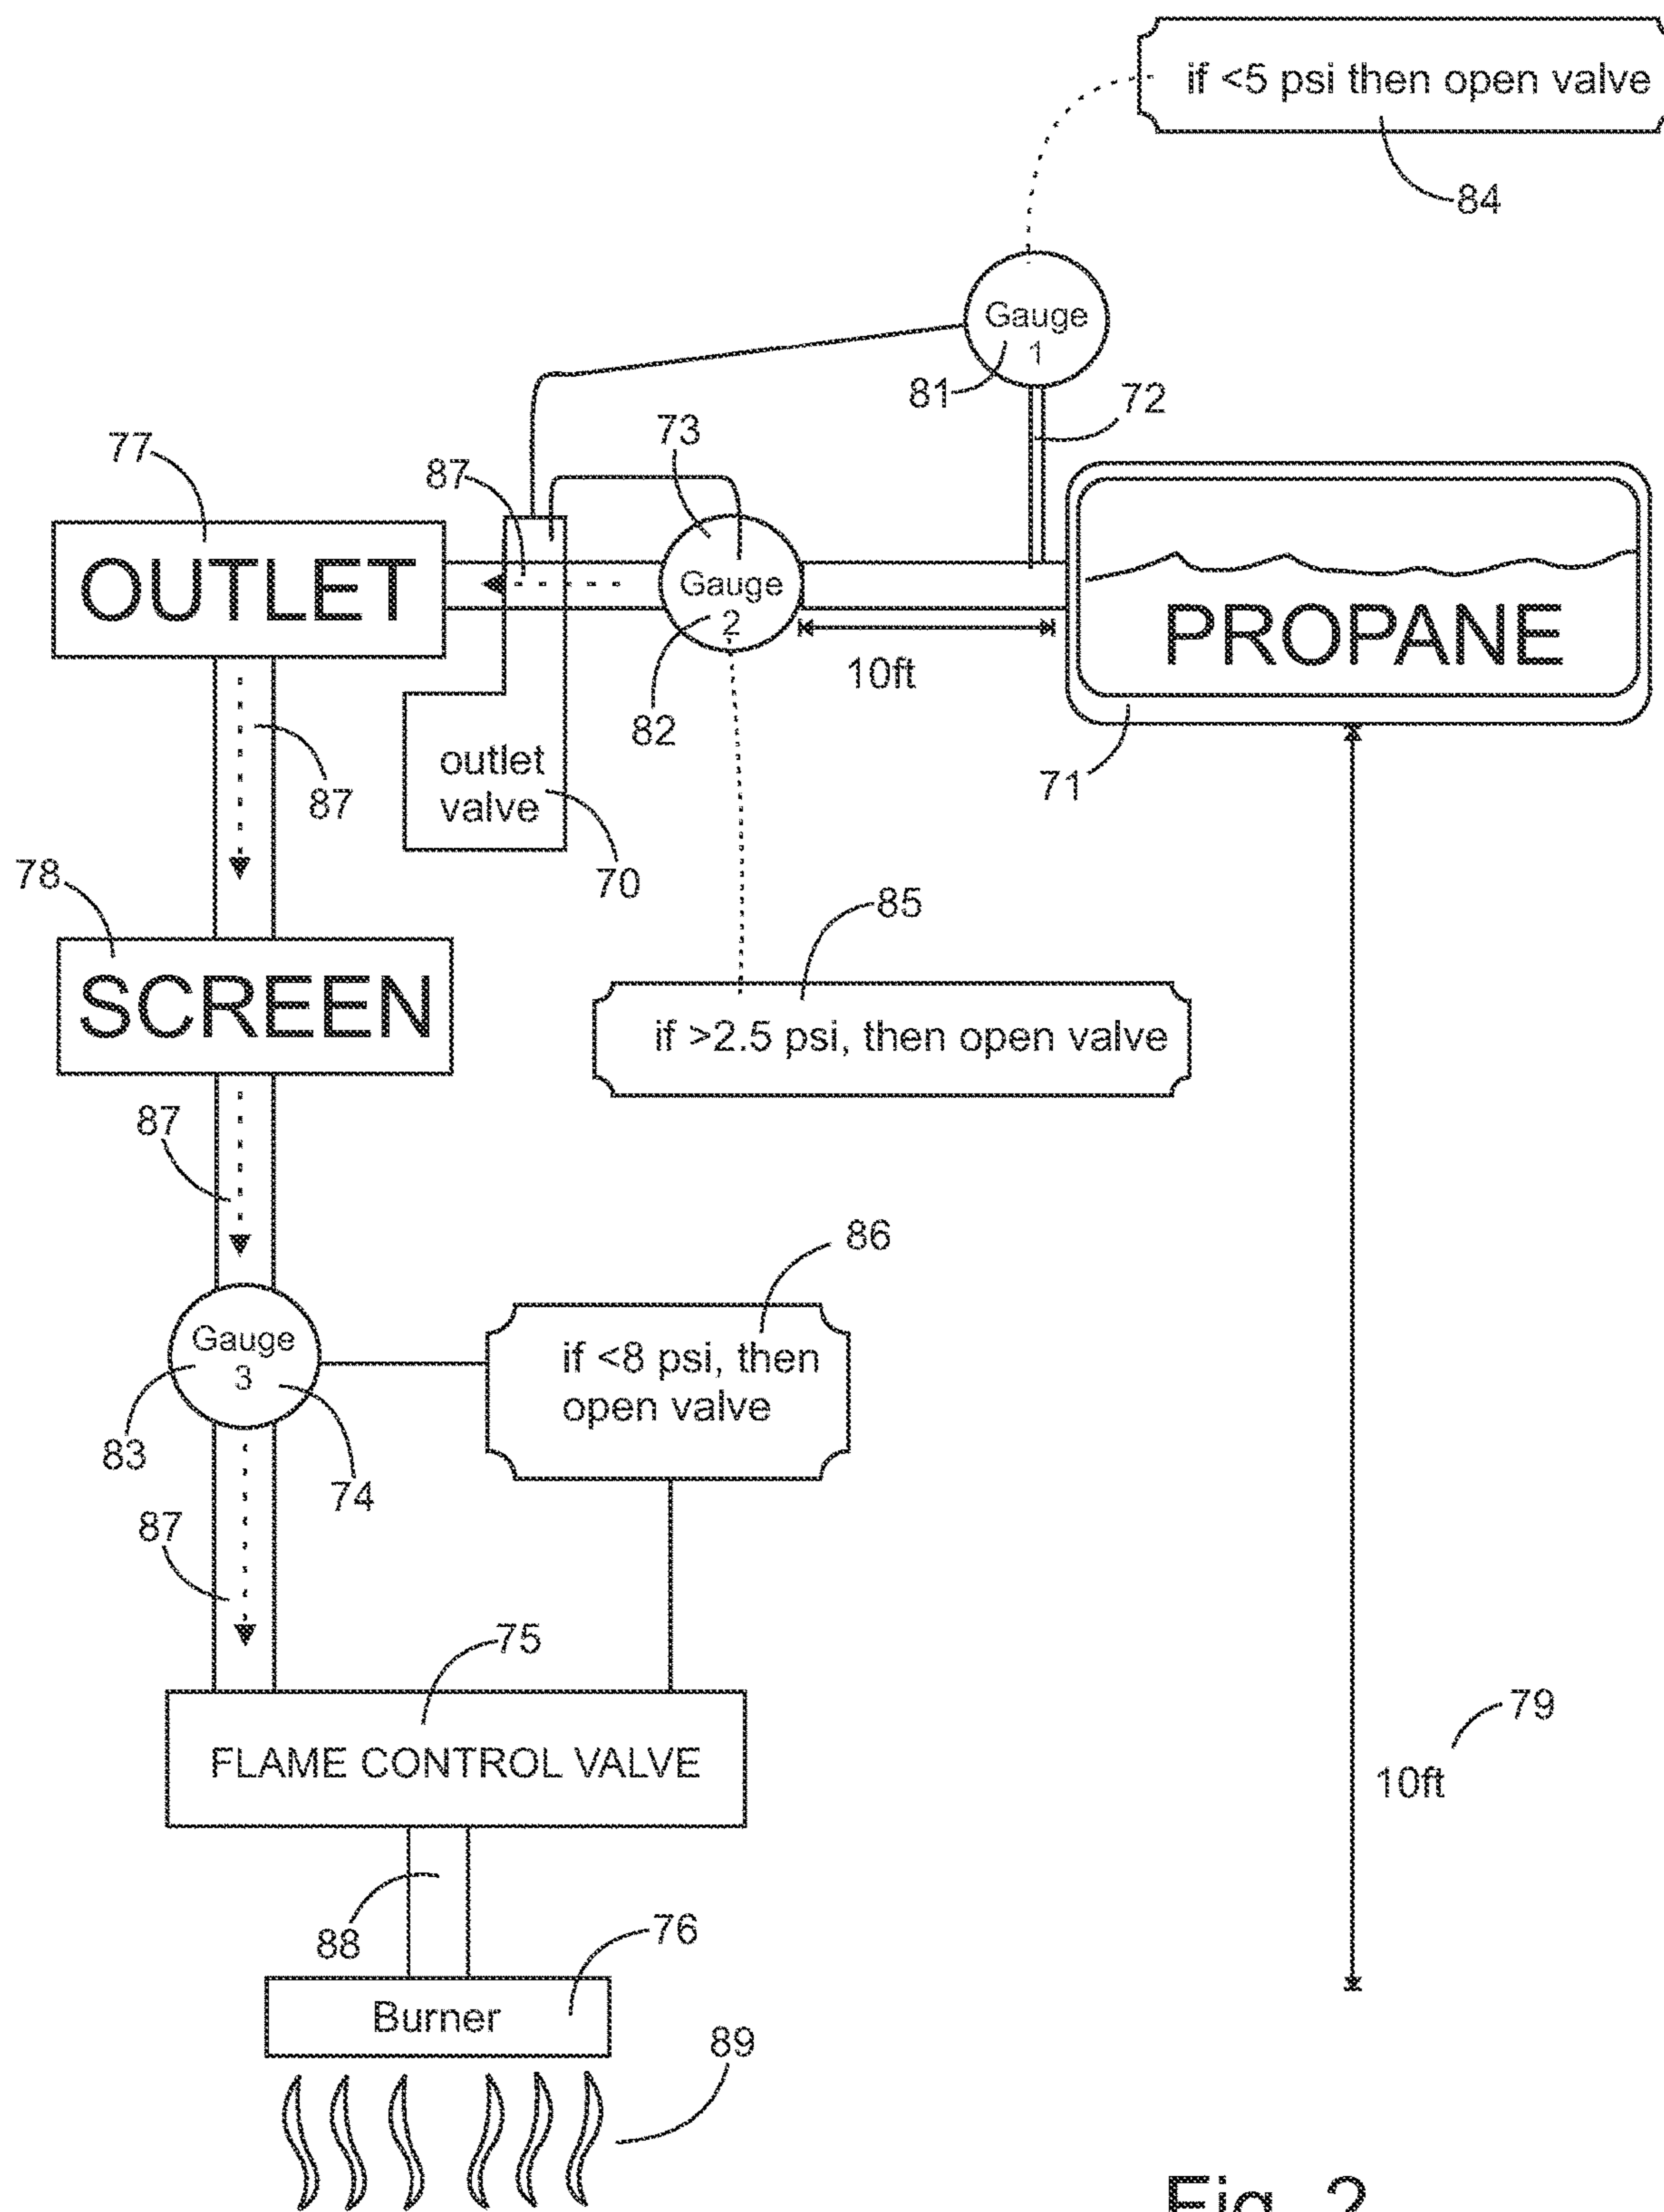 if <5 psi then open valve
84
Gauge
1
81
72
73
77
87
OUTLET
Gauge
2
PROPANE
10ft
82
outlet
valve
87
71
70
78
85
SCREEN
if >2.5 psi, then open valve
87
86
Gauge
3
if <8 psi, then
open valve
83
74
87
75
79
FLAME CONTROL VALVE
10ft
88
76
Burner
89
Fig. 2